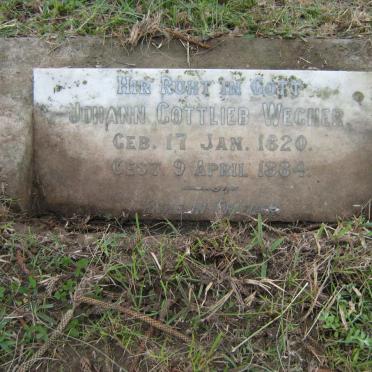 HIR RUHT IN GOTT
JOHANN GOTTLIEB WEGNER,
GEB. 17 JAN. 1820.
GEST. 9 APRIL 1884.